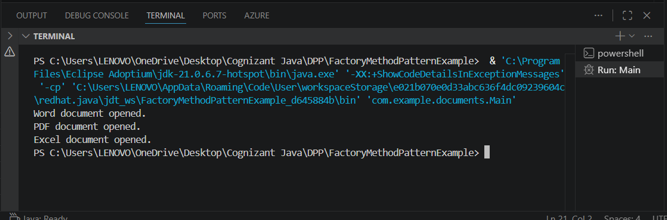 OUTPUT DEBUG CONSOLE TERMINAL PORTS AZURE
TERMINAL
powershell
Run: Main
PS C:\Users\LENOVO\OneDrive\Desktop\Cognizant Java\DPP\FactoryMethodPatternExample> & 'C:\Program
Files\Eclipse Adoptium\jdk-21.0.6.7-hotspot\bin\java.exe' '-XX:+ShowCodeDetailsInExceptionMessages'
'-cp' 'C:\Users\LENOVO\AppData\Roaming\Code\User\workspaceStorage\e021b070e0d33abc636f4dc09239604c
\redhat.java\jdt_ws\FactoryMethodPatternExample_d645884b\bin' 'com.example.documents.Main'
Word document opened.
PDF document opened.
Excel document opened.
PS C:\Users\LENOVO\OneDrive\Desktop\Cognizant Java\DPP\FactoryMethodPatternExample>
Java: Ready Ln 21, Col 2 Spaces: 4